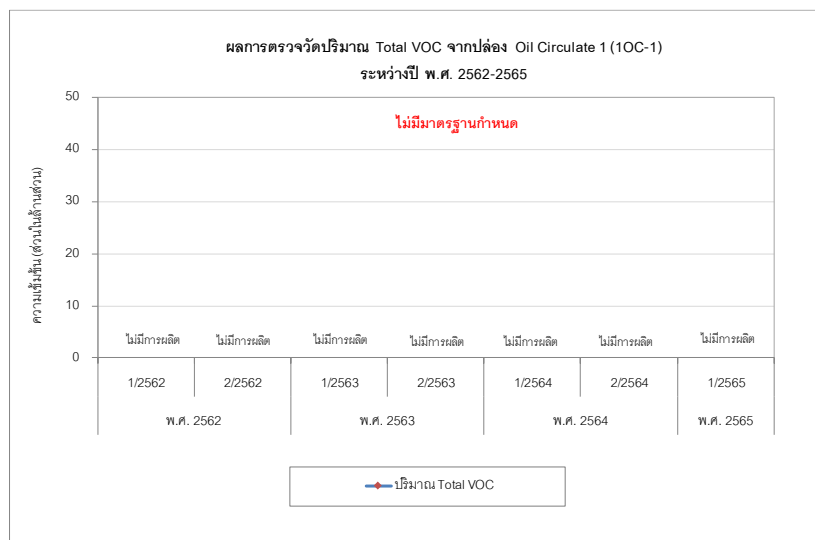 ผลการตรวจวัดปริมาณ Total VOC จากปล่อง Oil Circulate 1 (1OC-1)
ระหว่างปี พ.ศ. 2562-2565
ความเข้มข้น (ส่วนในล้านส่วน)
50
40
30
20
10
0
ไม่มีมาตรฐานกำหนด
ไม่มีการผลิต ไม่มีการผลิต ไม่มีการผลิต ไม่มีการผลิต ไม่มีการผลิต ไม่มีการผลิต ไม่มีการผลิต
1/2562 2/2562 1/2563 2/2563 1/2564 2/2564 1/2565
พ.ศ. 2562 พ.ศ. 2563 พ.ศ. 2564 พ.ศ. 2565
ปริมาณ Total VOC